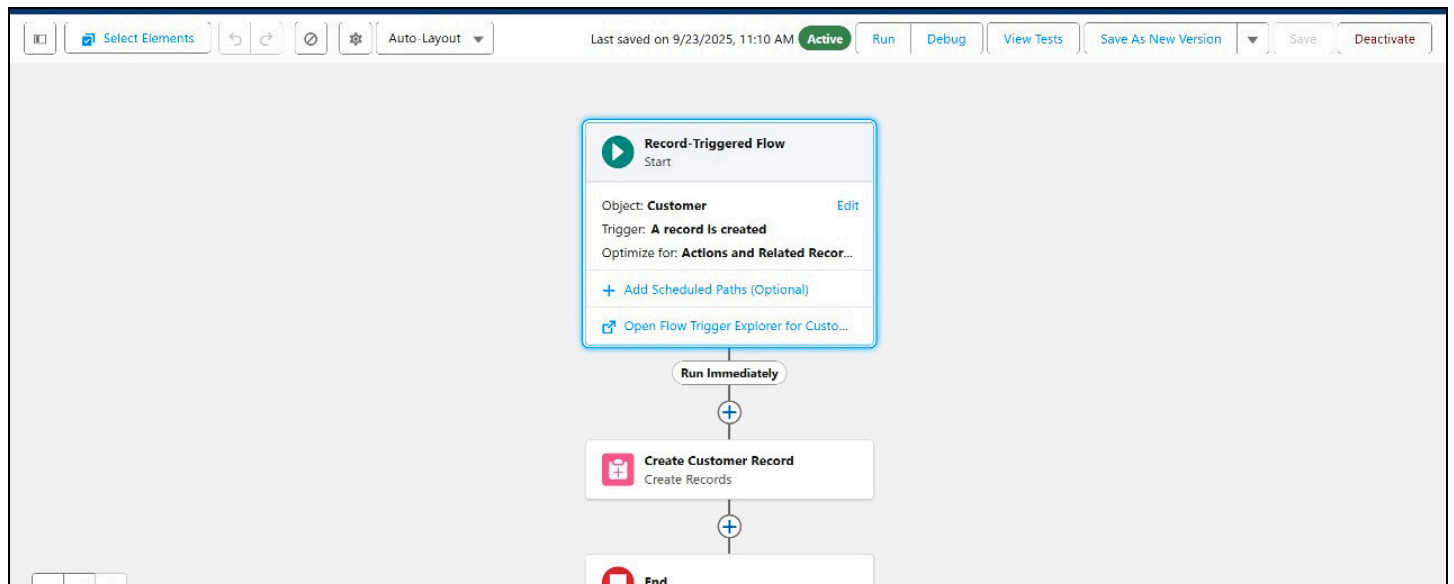 Select Elements
Auto-Layout
Last saved on 9/23/2025, 11:10 AM Active
Run Debug View Tests Save As New Version Save Deactivate
Record-Triggered Flow
Start
Object: Customer Edit
Trigger: A record is created
Optimize for: Actions and Related Recor...
Add Scheduled Paths (Optional)
Open Flow Trigger Explorer for Custo...
Run Immediately
Create Customer Record
Create Records
End